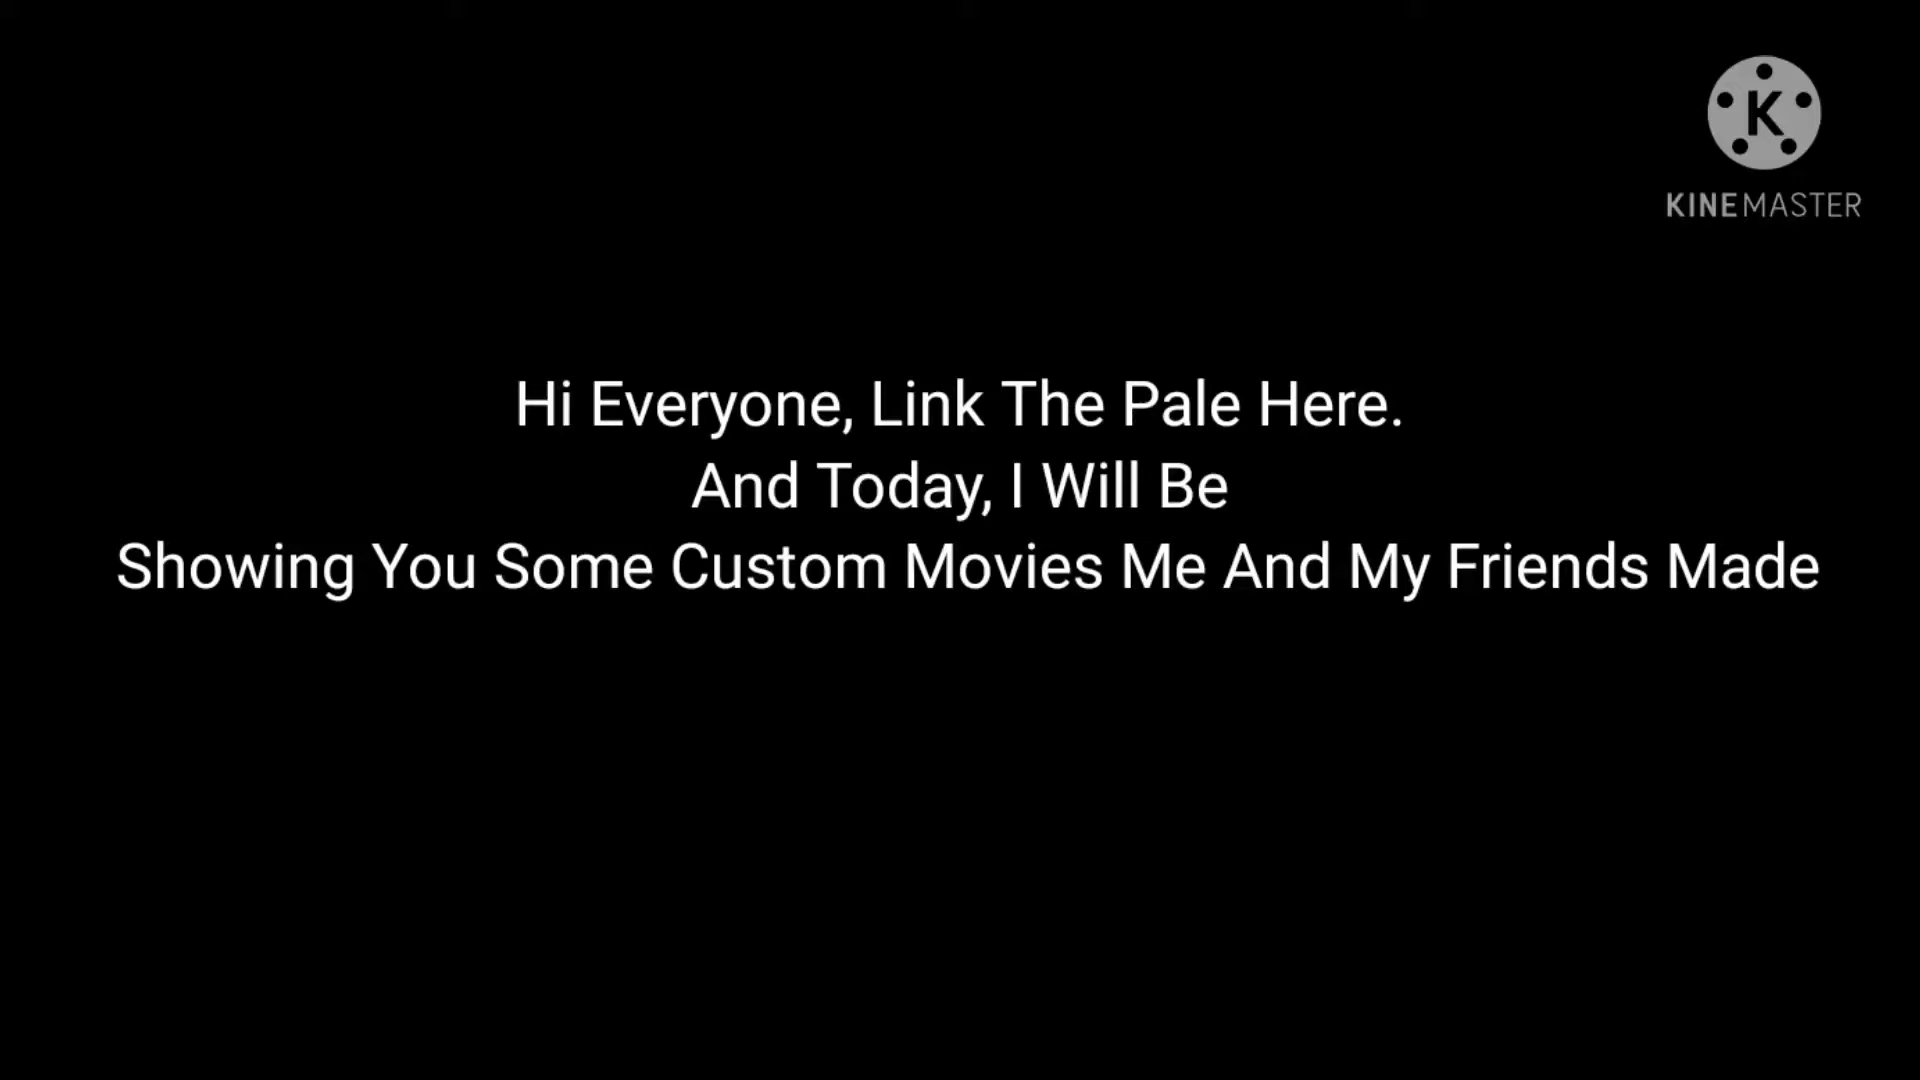 K
KINEMASTER
Hi Everyone, Link The Pale Here.
And Today, I Will Be
Showing You Some Custom Movies Me And My Friends Made